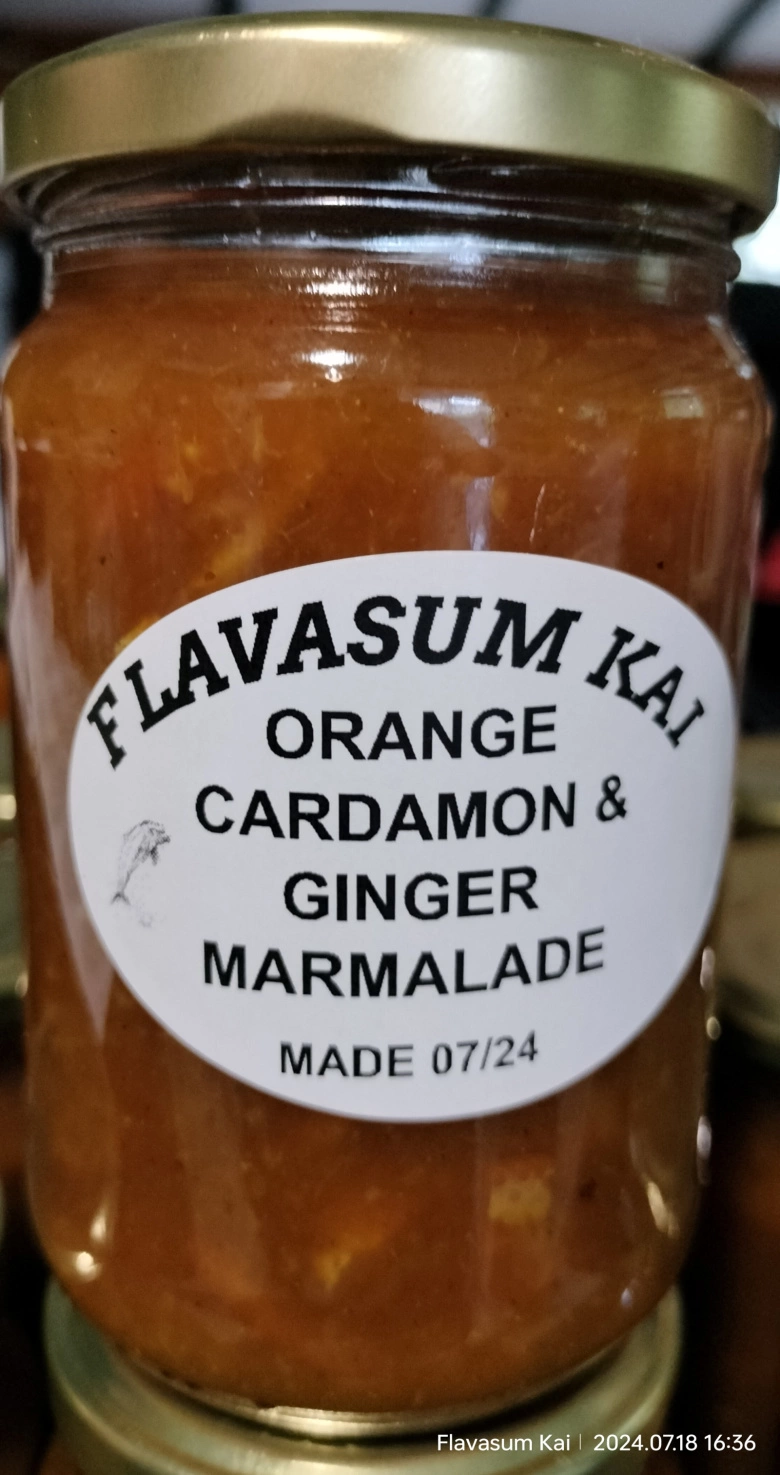 FLAVASUM KAI
ORANGE
CARDAMON &
GINGER
MARMALADE
MADE 07/24
Flavasum Kai | 2024.07.18 16:36